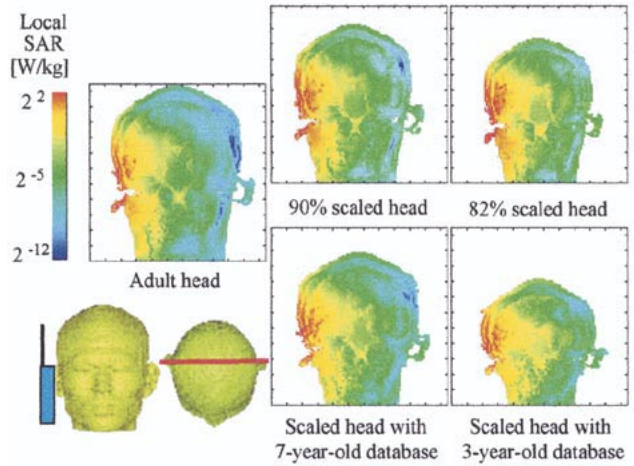 Local
SAR
[W/kg]
2 2
2 -5
2 -12
Adult head
90% scaled head
82% scaled head
Scaled head with
7-year-old database
Scaled head with
3-year-old database